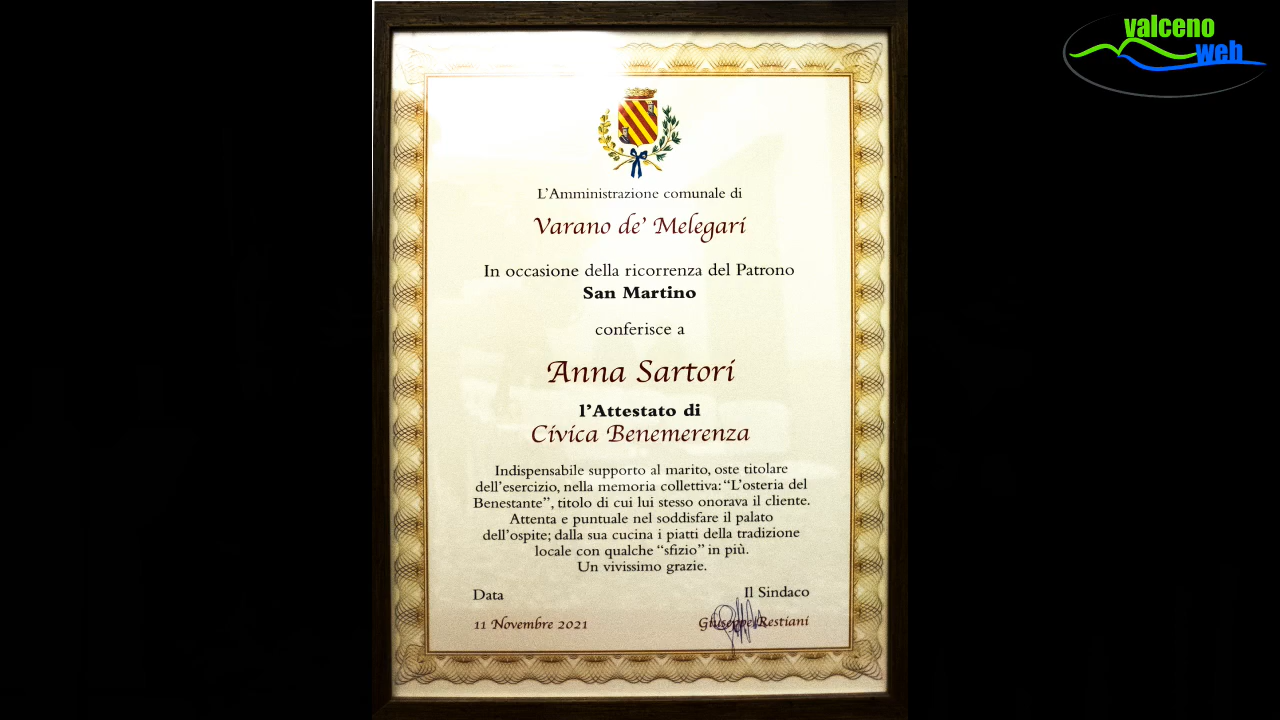 valceno
web
L'Amministrazione comunale di
Varano de' Melegari
In occasione della ricorrenza del Patrono
San Martino
conferisce a
Anna Sartori
l'Attestato di
Civica Benemerenza
Indispensabile supporto al marito, oste titolare
dell'esercizio, nella memoria collettiva: "L'osteria del
Benestante", titolo di cui lui stesso onorava il cliente.
Attenta e puntuale nel soddisfare il palato
dell'ospite; dalla sua cucina i piatti della tradizione
locale con qualche "sfizio" in più.
Un vivissimo grazie.
Data
Il Sindaco
11 Novembre 2021
Giuseppe Restiani